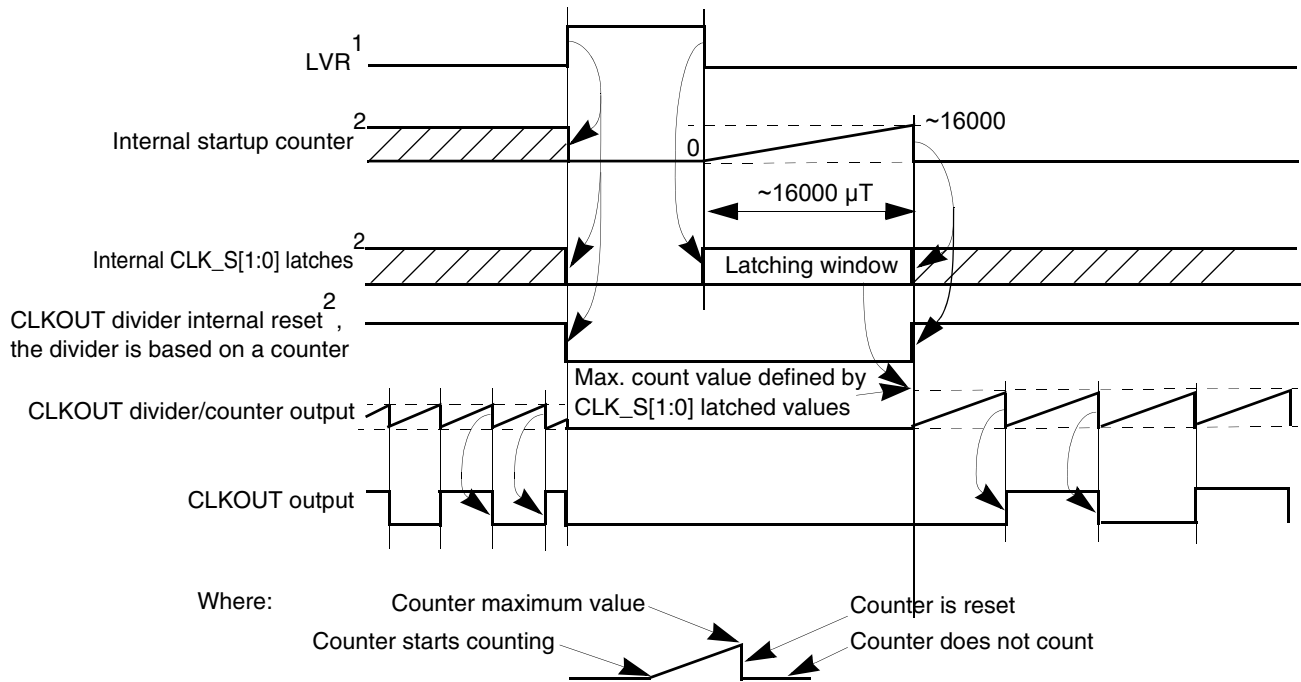 LVR1
Internal startup counter2
~16000
0
~16000 µT
Internal CLK_S[1:0] latches2
Latching window
CLKOUT divider internal reset2,
the divider is based on a counter
Max. count value defined by
CLK_S[1:0] latched values
CLKOUT divider/counter output
CLKOUT output
Where:
Counter maximum value
Counter is reset
Counter starts counting
Counter does not count